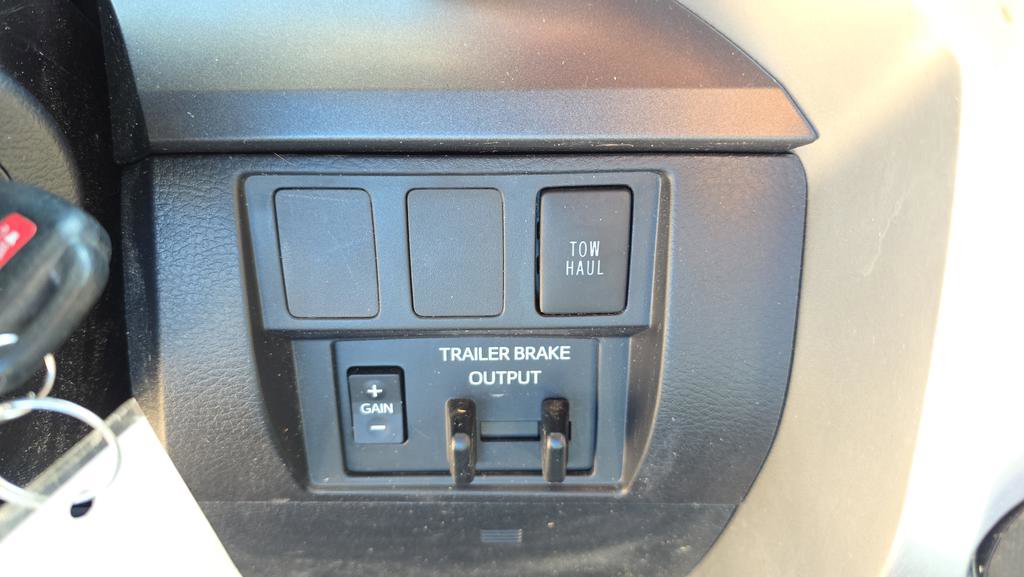 TOW
HAUL
TRAILER BRAKE
OUTPUT
+
GAIN
-